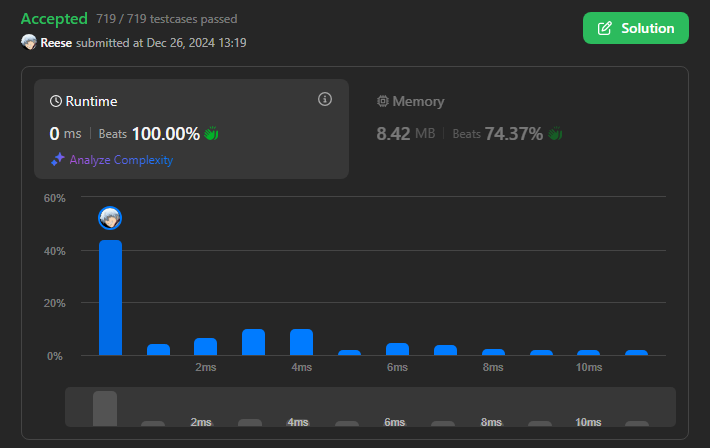 Accepted 719 / 719 testcases passed
Solution
Reese submitted at Dec 26, 2024 13:19
Runtime
0 ms | Beats 100.00%
Analyze Complexity
Memory
8.42 MB | Beats 74.37%
60%
40%
20%
0%
2ms 4ms 6ms 8ms 10ms
2ms 4ms 6ms 8ms 10ms